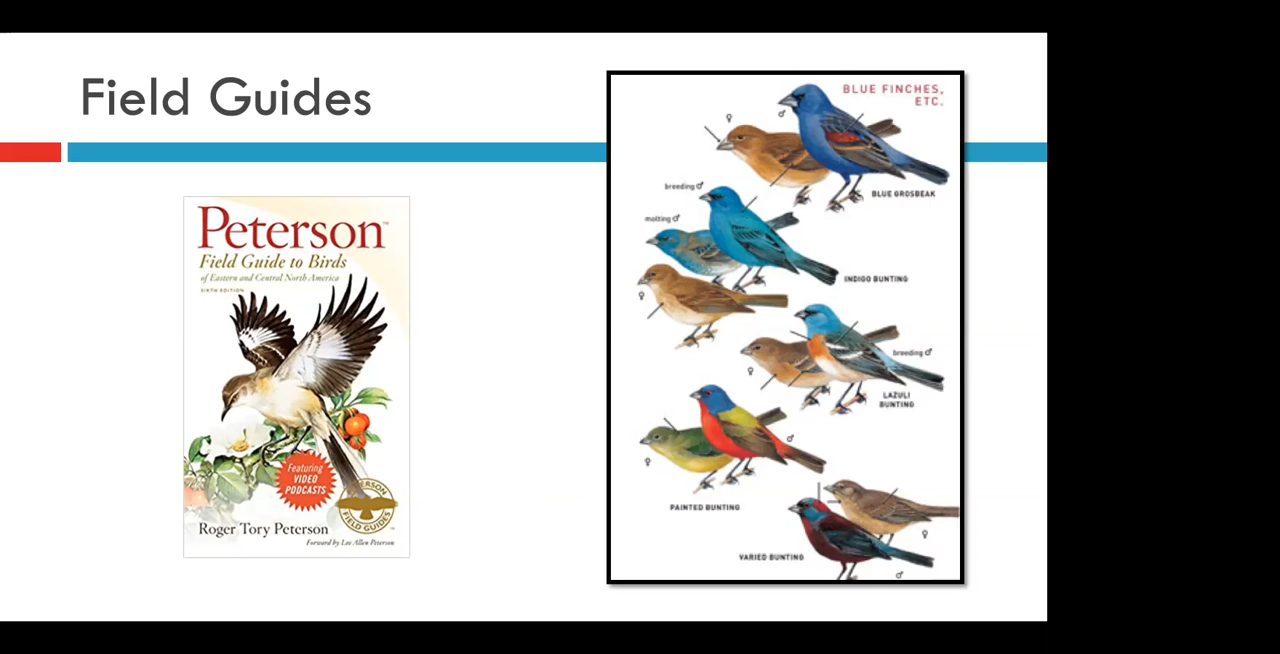 Field Guides
Peterson™
Field Guide to Birds
of Eastern and Central North America
SIXTH EDITION
Featuring
VIDEO
PODCASTS
PETERSON
FIELD GUIDES™
Roger Tory Peterson
Foreword by Lee Allen Peterson
BLUE FINCHES,
ETC.
♀
♂
BLUE GROSBEAK
breeding ♂
molting ♂
INDIGO BUNTING
♀
breeding ♂
♀
LAZULI
BUNTING
♂
♀
PAINTED BUNTING
♀
VARIED BUNTING
♂